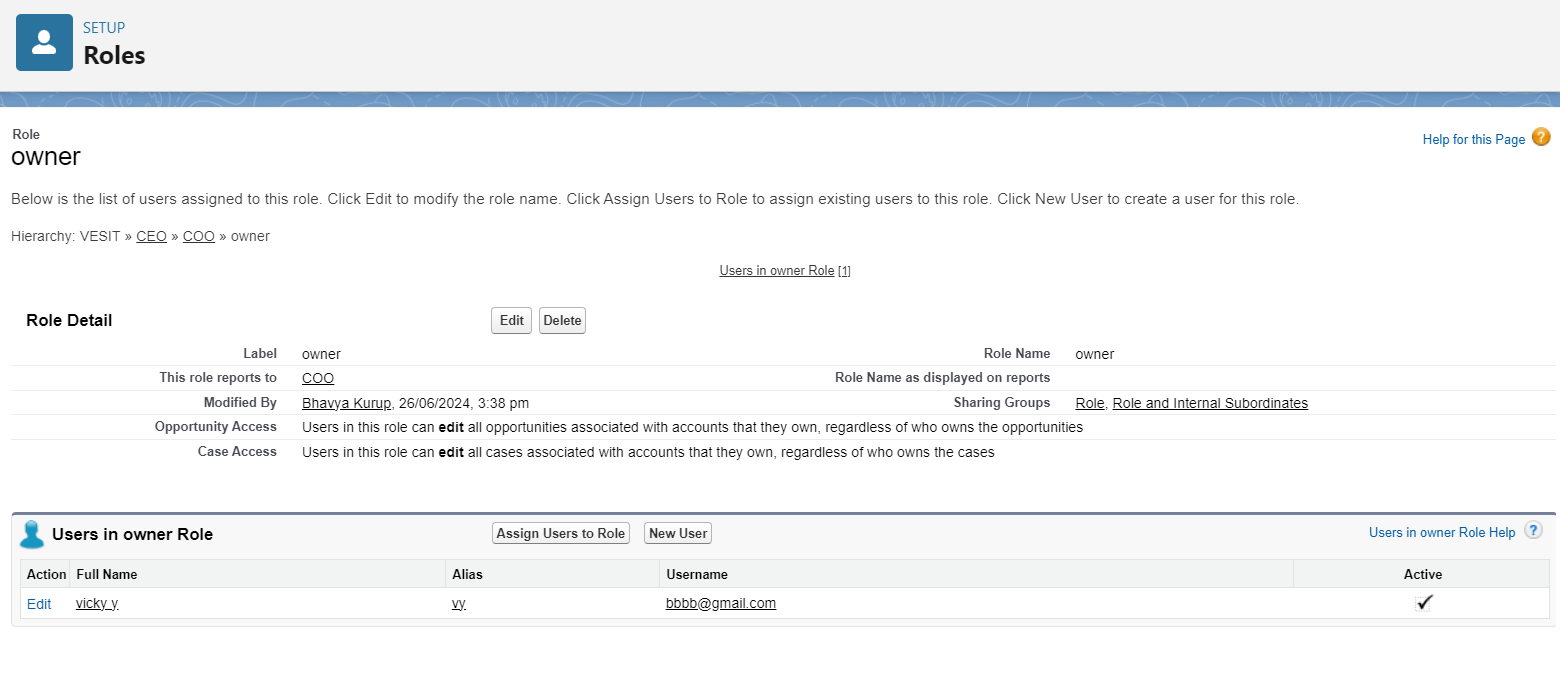 SETUP
Roles
Role
owner
Help for this Page ?
Below is the list of users assigned to this role. Click Edit to modify the role name. Click Assign Users to Role to assign existing users to this role. Click New User to create a user for this role.
Hierarchy: VESIT » CEO » COO » owner
Users in owner Role [1]
Role Detail Edit Delete
Label owner Role Name owner
This role reports to COO Role Name as displayed on reports
Modified By Bhavya Kurup, 26/06/2024, 3:38 pm Sharing Groups Role, Role and Internal Subordinates
Opportunity Access Users in this role can edit all opportunities associated with accounts that they own, regardless of who owns the opportunities
Case Access Users in this role can edit all cases associated with accounts that they own, regardless of who owns the cases
Users in owner Role Assign Users to Role New User Users in owner Role Help ?
Action Full Name Alias Username Active
Edit vicky y vy bbbb@gmail.com